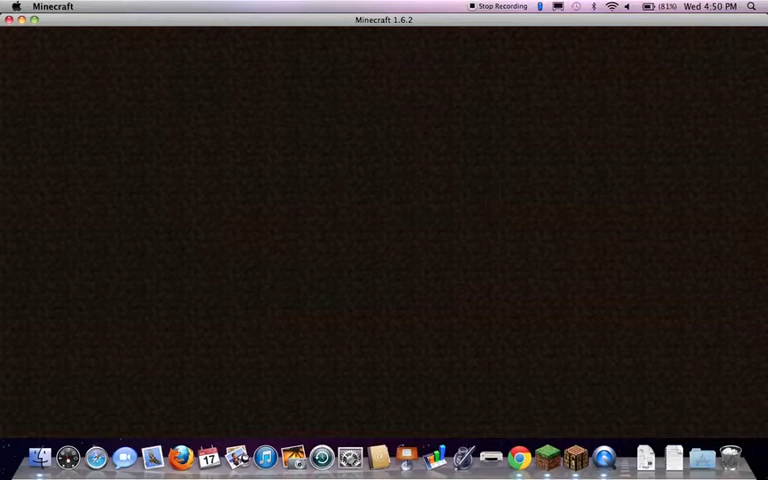 Minecraft
Stop Recording
(81%)
Wed 4:50 PM
Minecraft 1.6.2
17